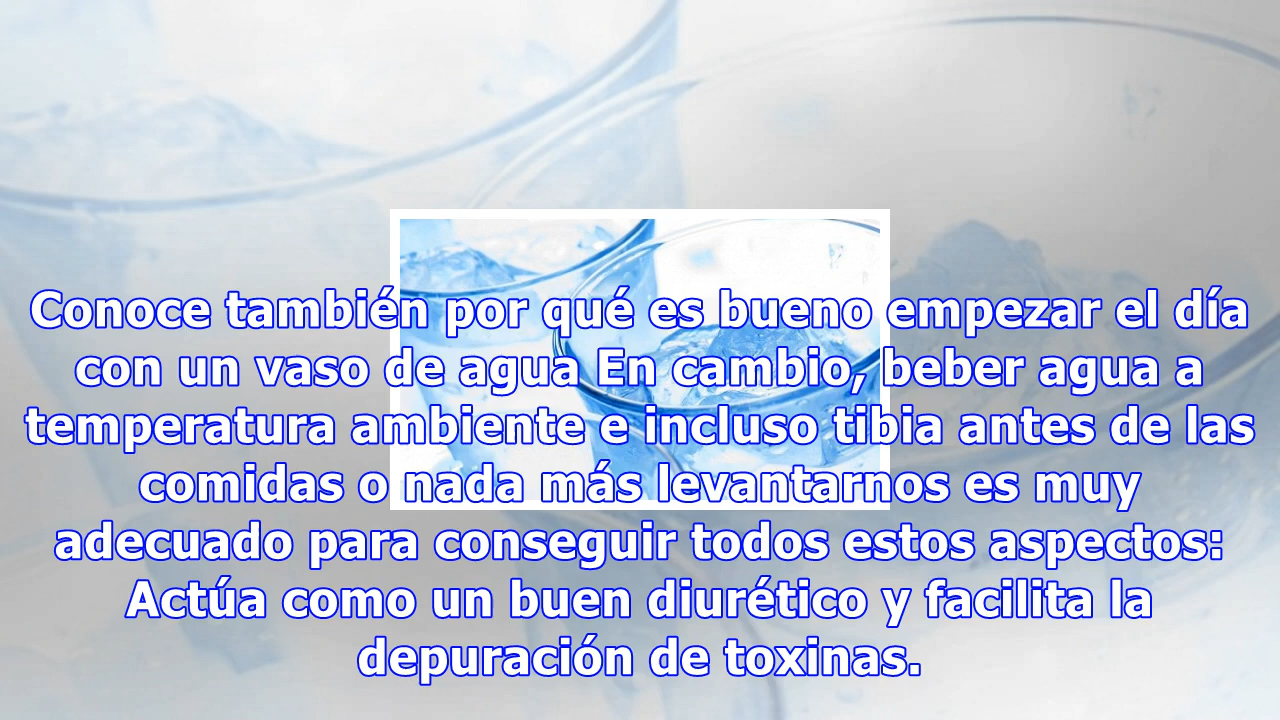 Conoce también por qué es bueno empezar el día
con un vaso de agua En cambio, beber agua a
temperatura ambiente e incluso tibia antes de las
comidas o nada más levantarnos es muy
adecuado para conseguir todos estos aspectos:
Actúa como un buen diurético y facilita la
depuración de toxinas.